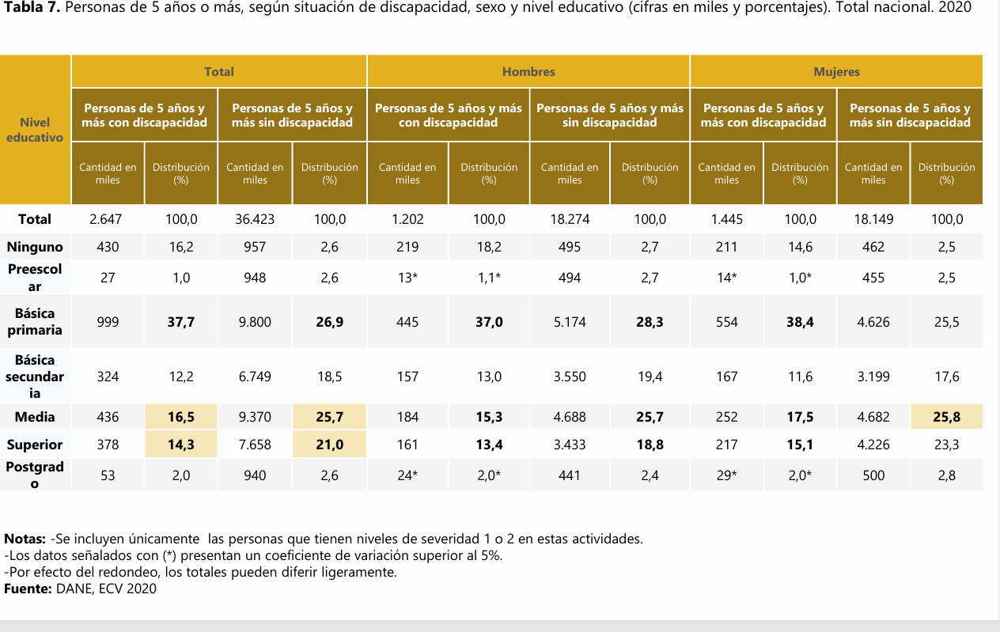 Tabla 7. Personas de 5 años o más, según situación de discapacidad, sexo y nivel educativo (cifras en miles y porcentajes). Total nacional. 2020
Nivel
educativo
Total
Hombres
Mujeres
Personas de 5 años y
más con discapacidad
Personas de 5 años y
más sin discapacidad
Personas de 5 años y más
con discapacidad
Personas de 5 años y más
sin discapacidad
Personas de 5 años y
más con discapacidad
Personas de 5 años y
más sin discapacidad
Cantidad en
miles
Distribución
(%)
Cantidad en
miles
Distribución
(%)
Cantidad en
miles
Distribución
(%)
Cantidad en
miles
Distribución
(%)
Cantidad en
miles
Distribución
(%)
Cantidad en
miles
Distribución
(%)
Total 2.647 100,0 36.423 100,0 1.202 100,0 18.274 100,0 1.445 100,0 18.149 100,0
Ninguno 430 16,2 957 2,6 219 18,2 495 2,7 211 14,6 462 2,5
Preescol
ar
27 1,0 948 2,6 13* 1,1* 494 2,7 14* 1,0* 455 2,5
Básica
primaria
999 37,7 9.800 26,9 445 37,0 5.174 28,3 554 38,4 4.626 25,5
Básica
secundar
ia
324 12,2 6.749 18,5 157 13,0 3.550 19,4 167 11,6 3.199 17,6
Media 436 16,5 9.370 25,7 184 15,3 4.688 25,7 252 17,5 4.682 25,8
Superior 378 14,3 7.658 21,0 161 13,4 3.433 18,8 217 15,1 4.226 23,3
Postgrad
o
53 2,0 940 2,6 24* 2,0* 441 2,4 29* 2,0* 500 2,8
Notas: -Se incluyen únicamente las personas que tienen niveles de severidad 1 o 2 en estas actividades.
-Los datos señalados con (*) presentan un coeficiente de variación superior al 5%.
-Por efecto del redondeo, los totales pueden diferir ligeramente.
Fuente: DANE, ECV 2020